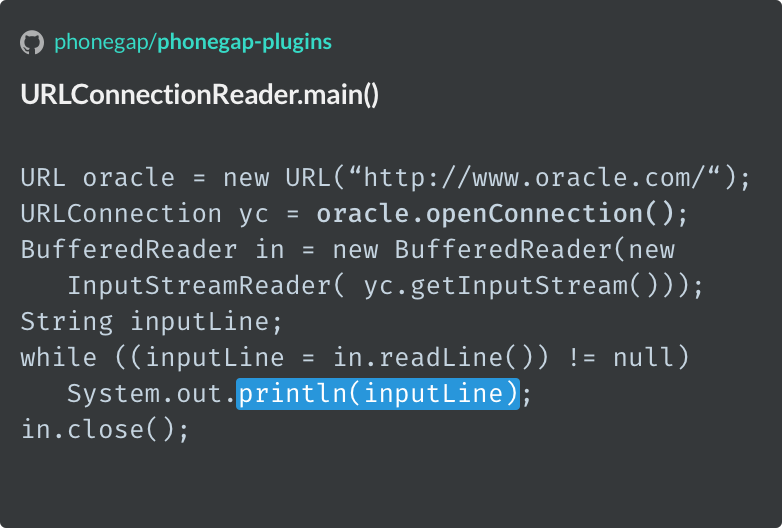 phonegap/phonegap-plugins
URLConnectionReader.main()
URL oracle = new URL(“http://www.oracle.com/“);
URLConnection yc = oracle.openConnection();
BufferedReader in = new BufferedReader(new
InputStreamReader( yc.getInputStream()));
String inputLine;
while ((inputLine = in.readLine()) != null)
System.out.println(inputLine);
in.close();